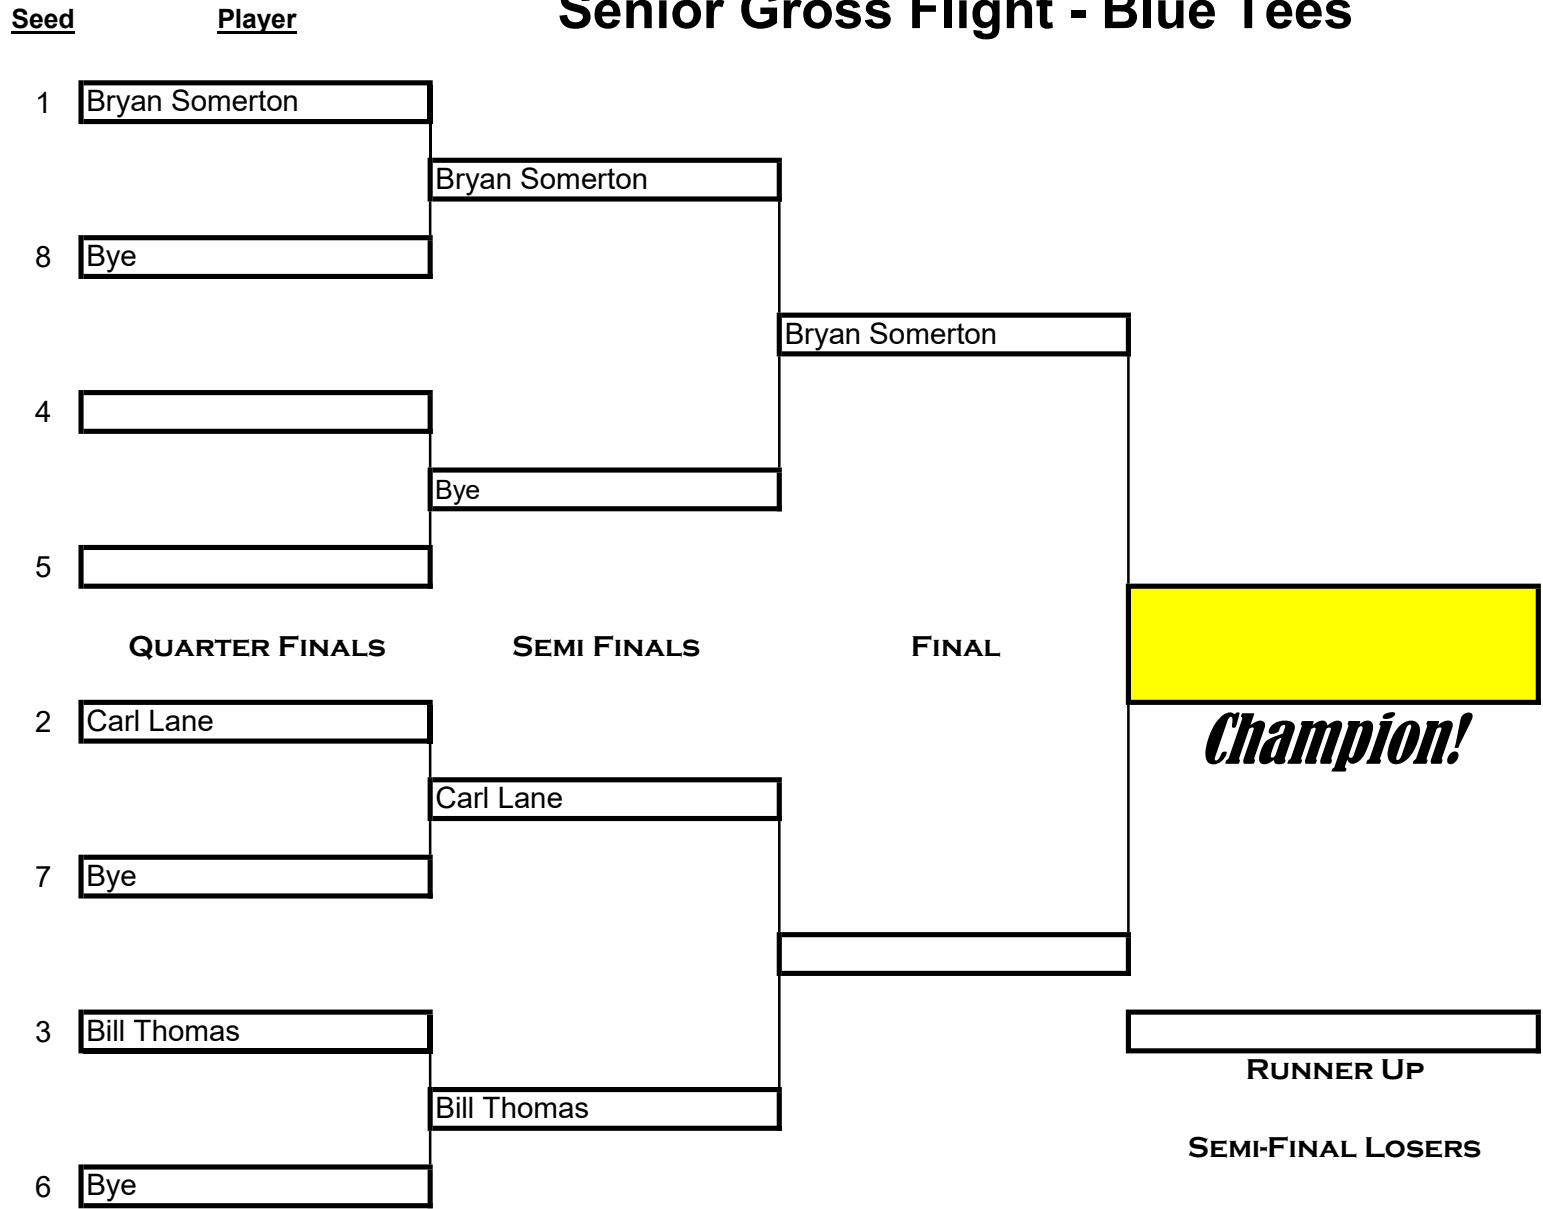 Senior Gross Flight - Blue Tees
Seed Player
1 Bryan Somerton
Bryan Somerton
8 Bye
Bryan Somerton
4
Bye
5
Quarter Finals Semi Finals Final
2 Carl Lane
Champion!
Carl Lane
7 Bye
3 Bill Thomas
Runner Up
Bill Thomas
Semi-Final Losers
6 Bye